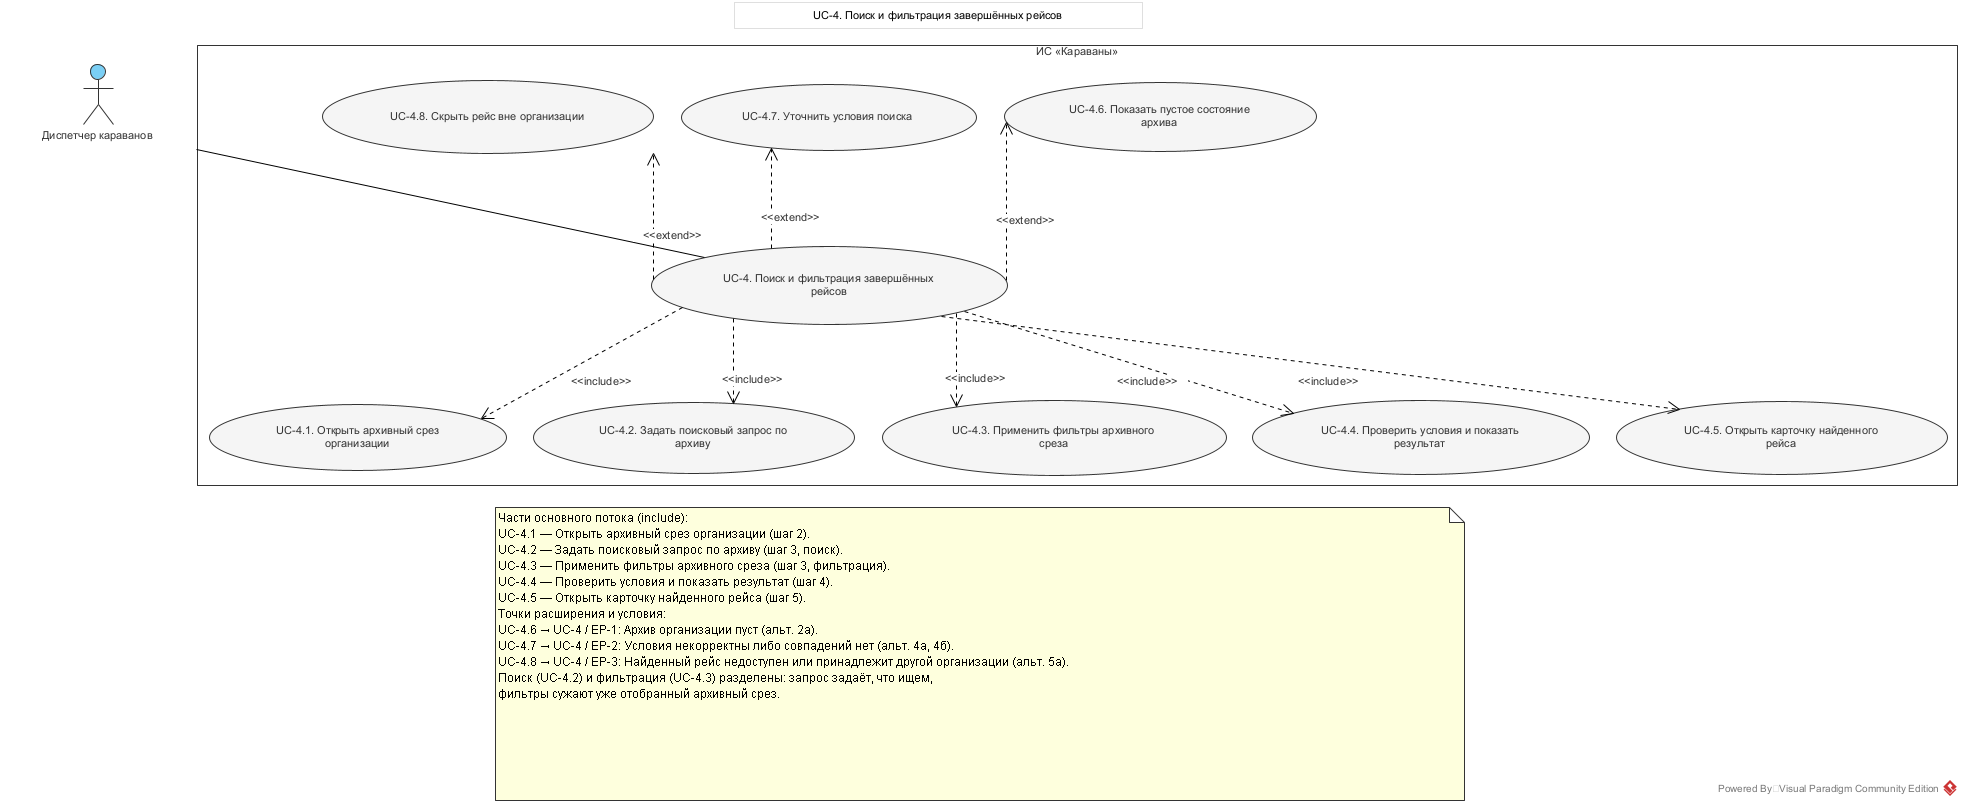 UC-4. Поиск и фильтрация завершённых рейсов
ИС «Караваны»
Диспетчер караванов
UC-4.8. Скрыть рейс вне организации
UC-4.7. Уточнить условия поиска
UC-4.6. Показать пустое состояние
архива
<<extend>>
<<extend>>
<<extend>>
UC-4. Поиск и фильтрация завершённых
рейсов
<<include>>
<<include>>
<<include>>
<<include>>
<<include>>
UC-4.1. Открыть архивный срез
организации
UC-4.2. Задать поисковый запрос по
архиву
UC-4.3. Применить фильтры архивного
среза
UC-4.4. Проверить условия и показать
результат
UC-4.5. Открыть карточку найденного
рейса
Части основного потока (include):
UC-4.1 — Открыть архивный срез организации (шаг 2).
UC-4.2 — Задать поисковый запрос по архиву (шаг 3, поиск).
UC-4.3 — Применить фильтры архивного среза (шаг 3, фильтрация).
UC-4.4 — Проверить условия и показать результат (шаг 4).
UC-4.5 — Открыть карточку найденного рейса (шаг 5).
Точки расширения и условия:
UC-4.6 → UC-4 / EP-1: Архив организации пуст (альт. 2а).
UC-4.7 → UC-4 / EP-2: Условия некорректны либо совпадений нет (альт. 4а, 4б).
UC-4.8 → UC-4 / EP-3: Найденный рейс недоступен или принадлежит другой организации (альт. 5а).
Поиск (UC-4.2) и фильтрация (UC-4.3) разделены: запрос задаёт, что ищем,
фильтры сужают уже отобранный архивный срез.
Powered By Visual Paradigm Community Edition